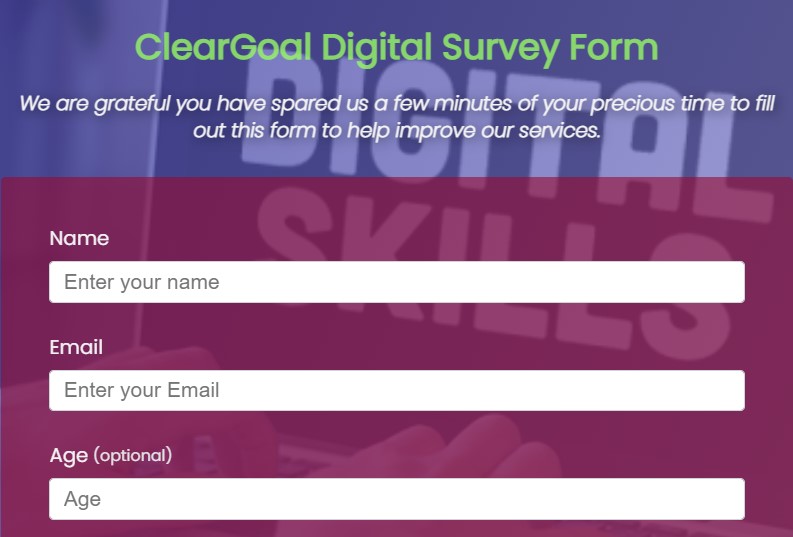 ClearGoal Digital Survey Form
We are grateful you have spared us a few minutes of your precious time to fill
out this form to help improve our services.
DIGITAL
SKILLS
Name
Enter your name
Email
Enter your Email
Age (optional)
Age